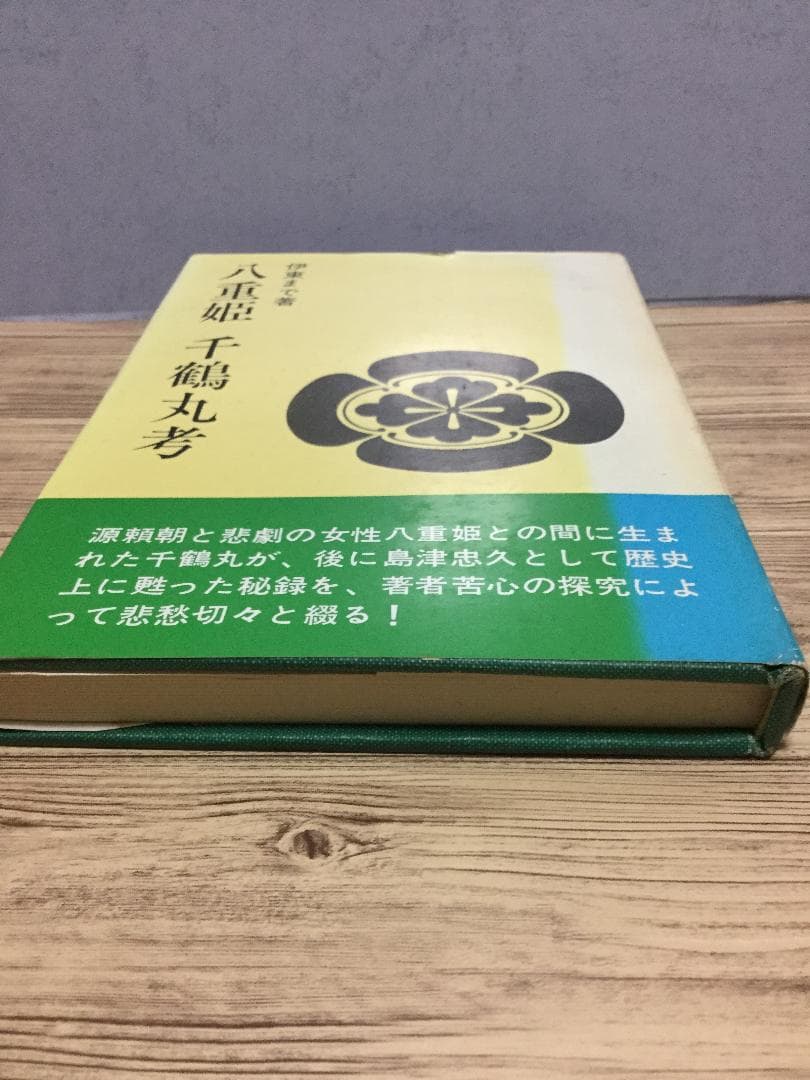 伊東まで著
八重姫 千鶴丸考
源頼朝と悲劇の女性八重姫との間に生ま
れた千鶴丸が、後に島津忠久として歴史
上に甦った秘録を、著者苦心の探究によ
って悲愁切々と綴る!